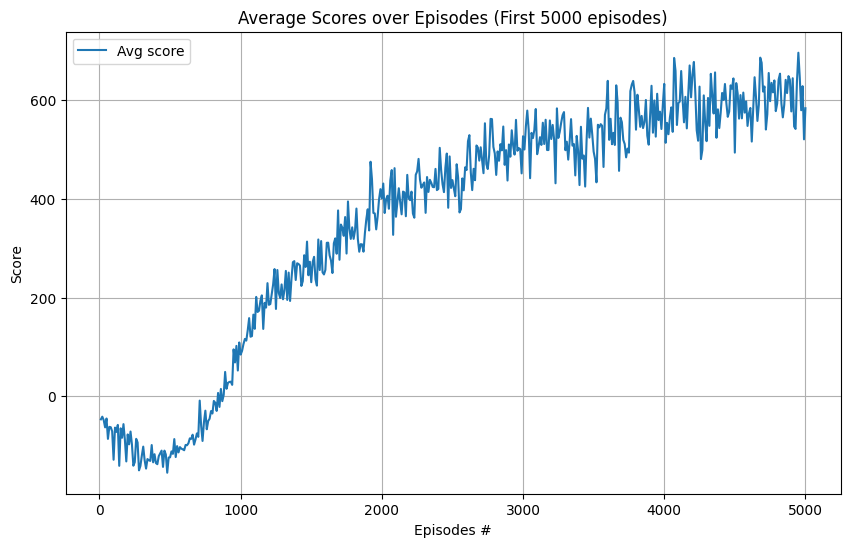 Average Scores over Episodes (First 5000 episodes)
Avg score
Score
600
400
200
0
0 1000 2000 3000 4000 5000
Episodes #